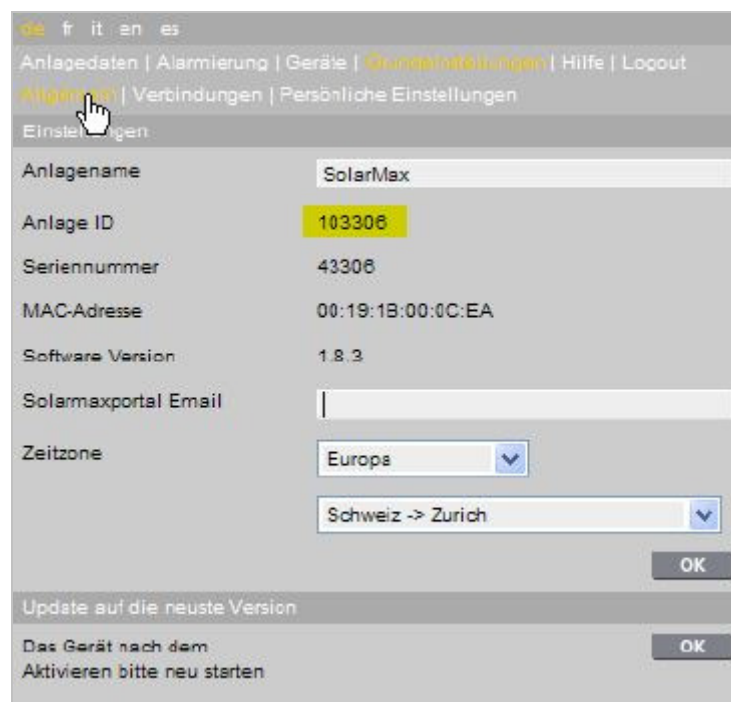 de fr it en es
Anlagedaten | Alarmierung | Geräte | Grundeinstellungen | Hilfe | Logout
| Verbindungen | Persönliche Einstellungen
Einstellungen
Anlagename SolarMax
Anlage ID 103306
Seriennummer 43306
MAC-Adresse 00:19:1B:00:0C:EA
Software Version 1.8.3
Solarmaxportal Email
Zeitzone Europa
Schweiz -> Zurich
OK
Update auf die neuste Version
Das Gerät nach dem OK
Aktivieren bitte neu starten